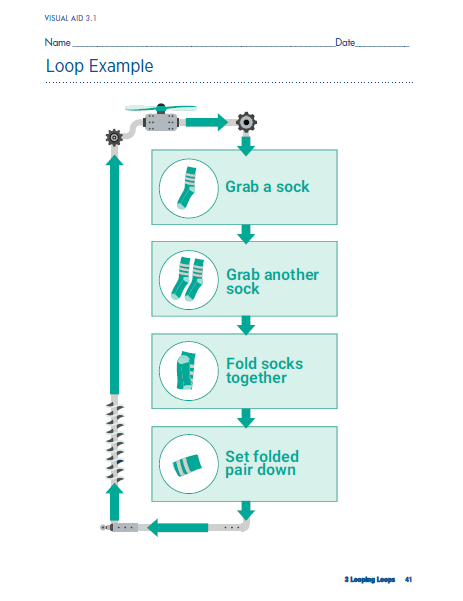 VISUAL AID 3.1
Name Date
Loop Example
Grab a sock
Grab another
sock
Fold socks
together
Set folded
pair down
3 Looping Loops 41